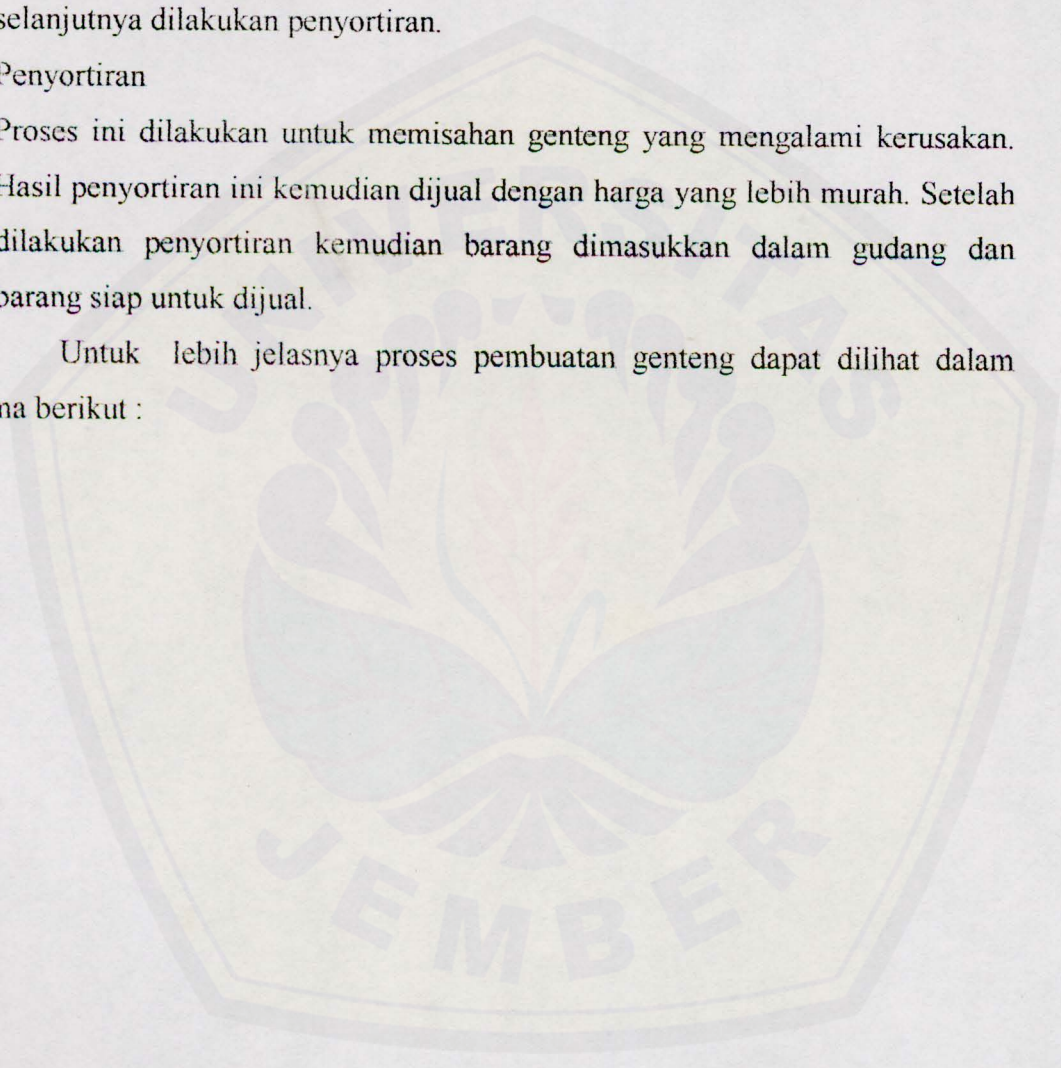 selanjutnya dilakukan penyortiran.
Penyortiran
Proses ini dilakukan untuk memisahan genteng yang mengalami kerusakan.
Hasil penyortiran ini kemudian dijual dengan harga yang lebih murah. Setelah
dilakukan penyortiran kemudian barang dimasukkan dalam gudang dan
barang siap untuk dijual.
Untuk lebih jelasnya proses pembuatan genteng dapat dilihat dalam
na berikut :
UNIVERSITAS
JEMBER